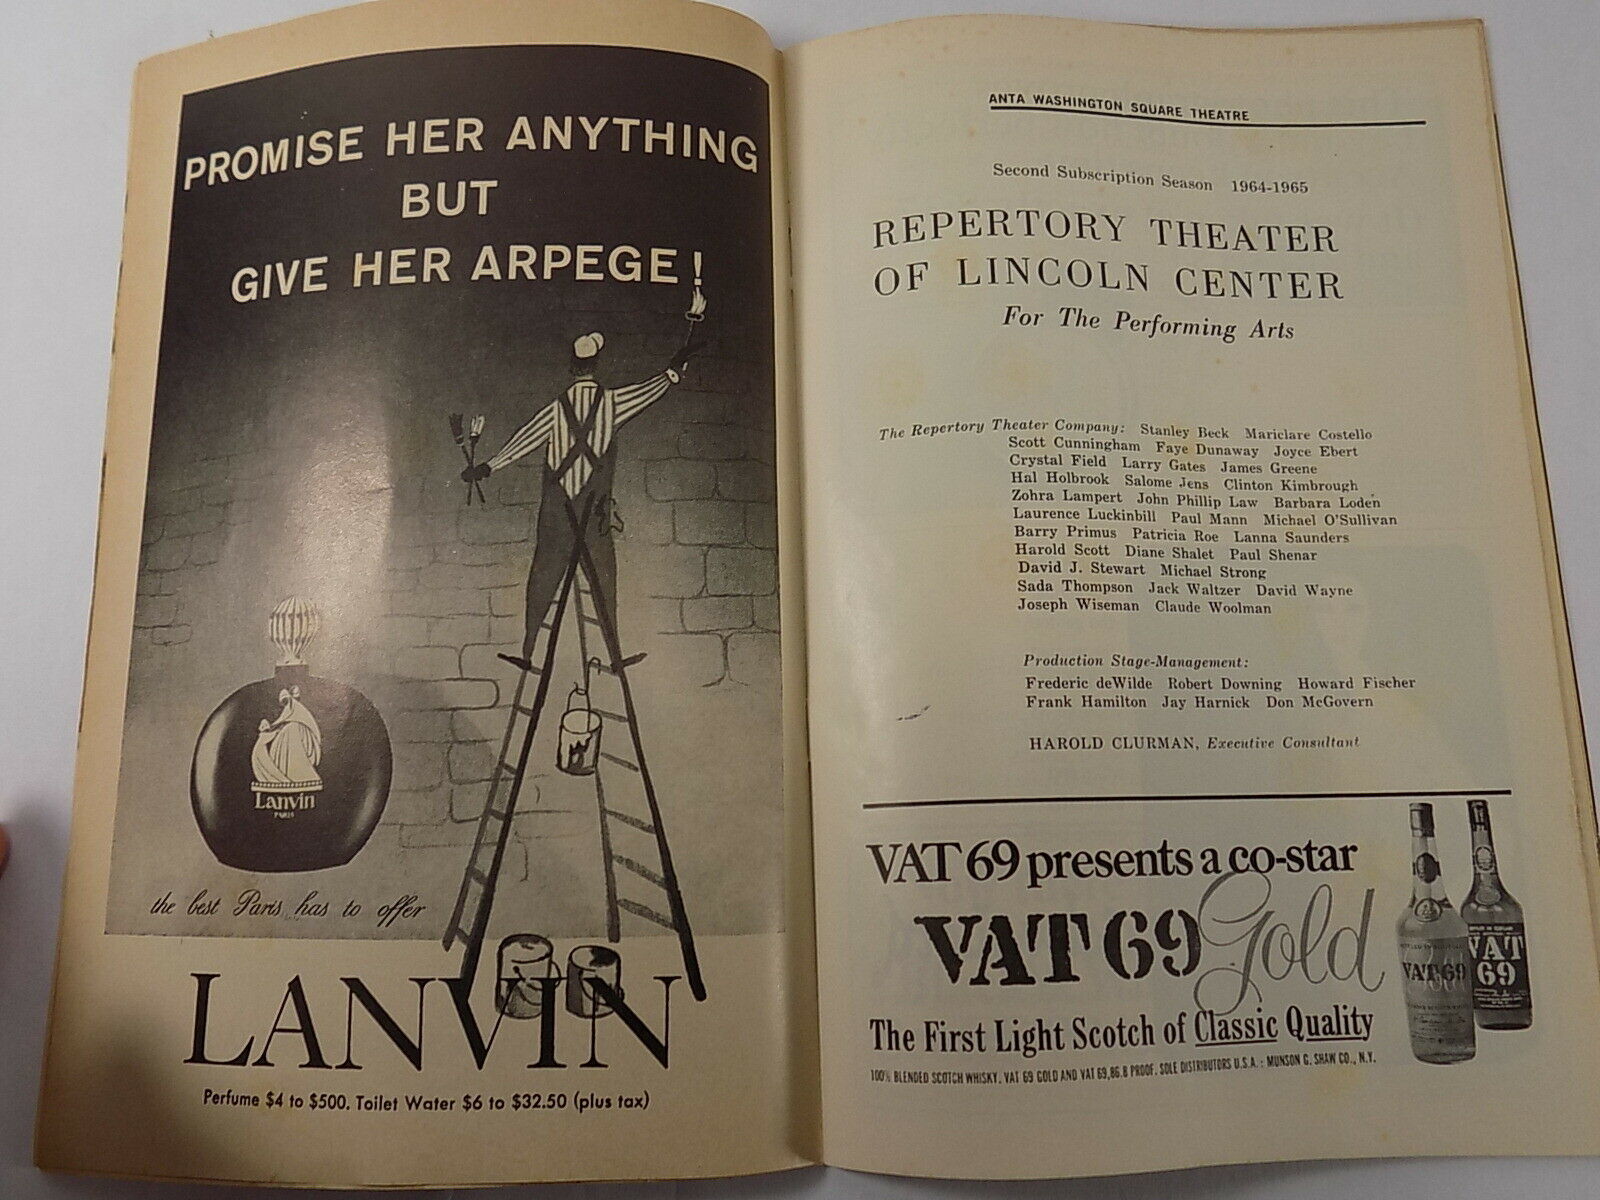 PROMISE HER ANYTHING
BUT
GIVE HER ARPEGE!
Lanvin
PARIS
the best Paris has to offer
LANVIN
Perfume $4 to $500. Toilet Water $6 to $32.50 (plus tax)
ANTA WASHINGTON SQUARE THEATRE
Second Subscription Season 1964-1965
REPERTORY THEATER
OF LINCOLN CENTER
For The Performing Arts
The Repertory Theater Company: Stanley Beck Mariclare Costello
Scott Cunningham Faye Dunaway Joyce Ebert
Crystal Field Larry Gates James Greene
Hal Holbrook Salome Jens Clinton Kimbrough
Zohra Lampert John Phillip Law Barbara Loden
Laurence Luckinbill Paul Mann Michael O'Sullivan
Barry Primus Patricia Roe Lanna Saunders
Harold Scott Diane Shalet Paul Shenar
David J. Stewart Michael Strong
Sada Thompson Jack Waltzer David Wayne
Joseph Wiseman Claude Woolman
Production Stage-Management:
Frederic deWilde Robert Downing Howard Fischer
Frank Hamilton Jay Harnick Don McGovern
HAROLD CLURMAN, Executive Consultant
VAT 69 presents a co-star
VAT 69 Gold
The First Light Scotch of Classic Quality
100% BLENDED SCOTCH WHISKY. VAT 69 GOLD AND VAT 69, 86.8 PROOF. SOLE DISTRIBUTORS U.S.A.: MUNSON G. SHAW CO., N.Y.
VAT 69
VAT
69